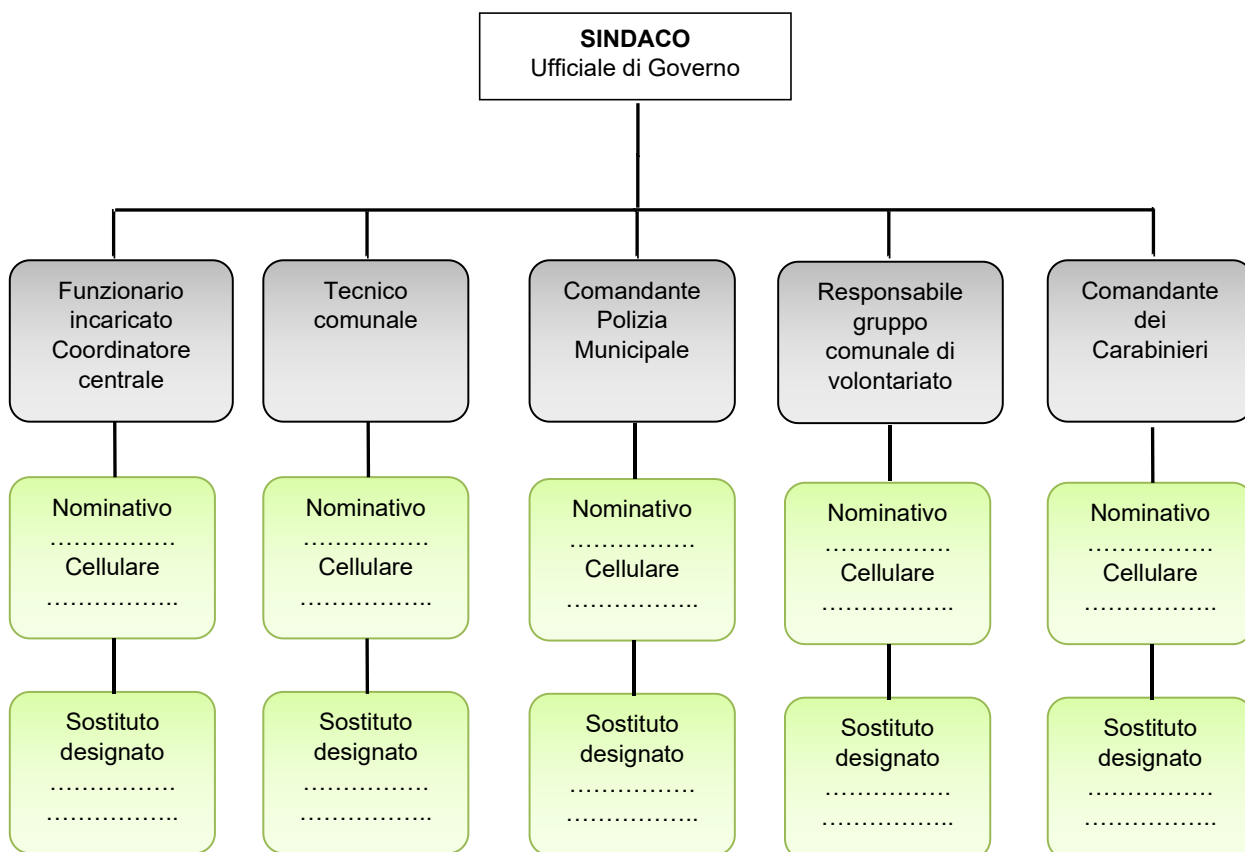 SINDACO
Ufficiale di Governo
Funzionario
incaricato
Coordinatore
centrale
Tecnico
comunale
Comandante
Polizia
Municipale
Responsabile
gruppo
comunale di
volontariato
Comandante
dei
Carabinieri
Nominativo
…………….
Cellulare
……………..
Nominativo
…………….
Cellulare
……………..
Nominativo
…………….
Cellulare
……………..
Nominativo
…………….
Cellulare
……………..
Nominativo
…………….
Cellulare
……………..
Sostituto
designato
…………….
……………..
Sostituto
designato
…………….
……………..
Sostituto
designato
…………….
……………..
Sostituto
designato
…………….
……………..
Sostituto
designato
…………….
……………..